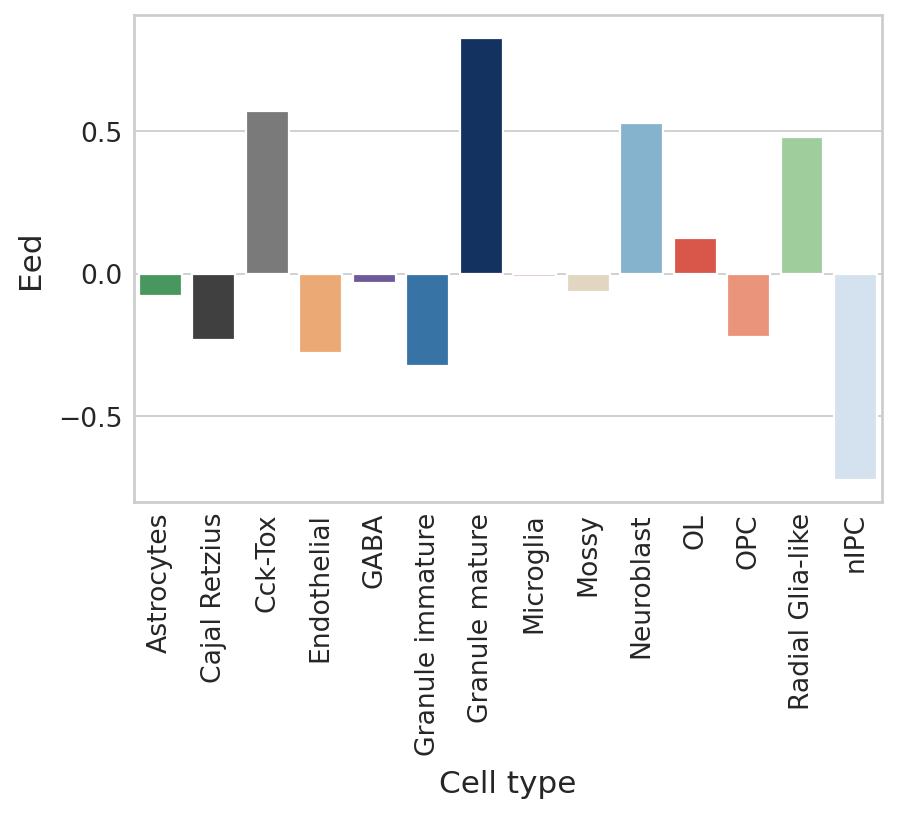 Eed
0.5
0.0
−0.5
Astrocytes
Cajal Retzius
Cck-Tox
Endothelial
GABA
Granule immature
Granule mature
Microglia
Mossy
Neuroblast
OL
OPC
Radial Glia-like
nIPC
Cell type